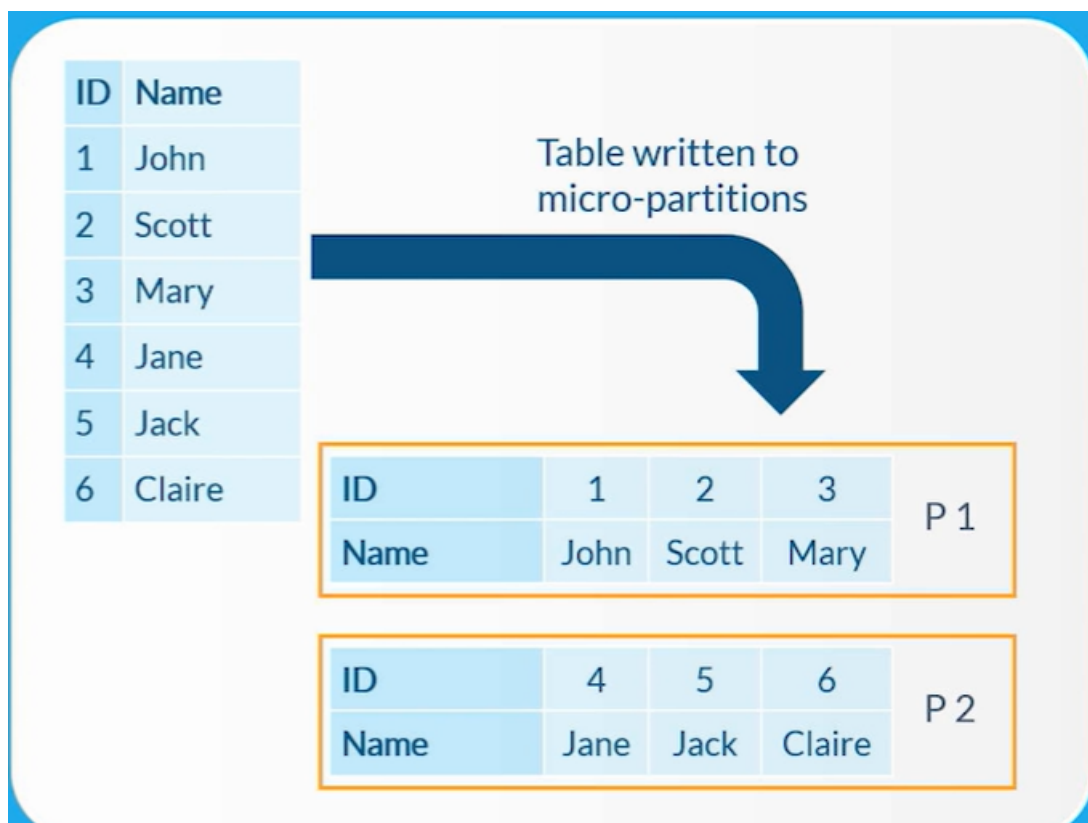 ID Name
1 John
2 Scott
3 Mary
4 Jane
5 Jack
6 Claire
Table written to
micro-partitions
ID 1 2 3
Name John Scott Mary
P 1
ID 4 5 6
Name Jane Jack Claire
P 2